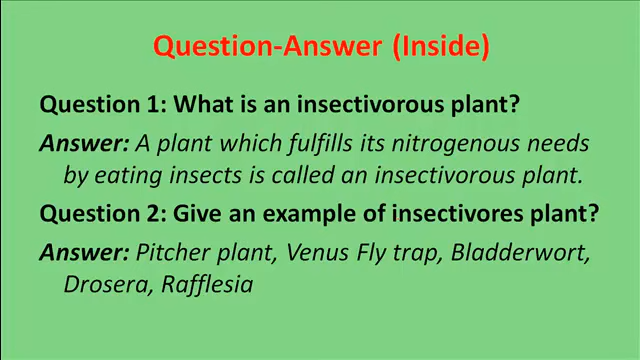 Question-Answer (Inside)
Question 1: What is an insectivorous plant?
Answer: A plant which fulfills its nitrogenous needs
by eating insects is called an insectivorous plant.
Question 2: Give an example of insectivores plant?
Answer: Pitcher plant, Venus Fly trap, Bladderwort,
Drosera, Rafflesia